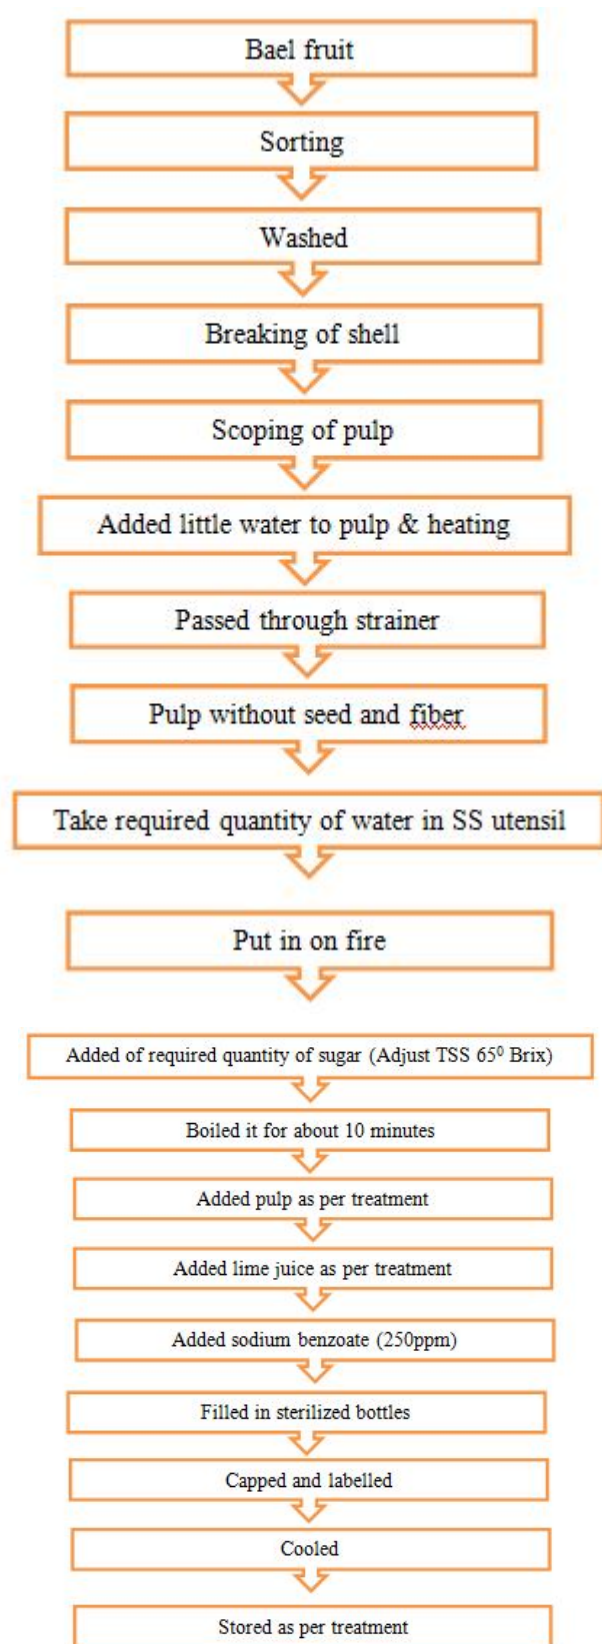 Bael fruit
Sorting
Washed
Breaking of shell
Scoping of pulp
Added little water to pulp & heating
Passed through strainer
Pulp without seed and fiber
Take required quantity of water in SS utensil
Put in on fire
Added of required quantity of sugar (Adjust TSS 65⁰ Brix)
Boiled it for about 10 minutes
Added pulp as per treatment
Added lime juice as per treatment
Added sodium benzoate (250ppm)
Filled in sterilized bottles
Capped and labelled
Cooled
Stored as per treatment